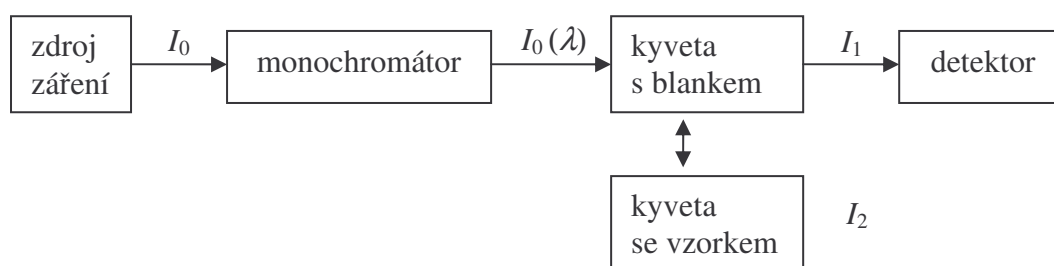 zdroj
záření
I₀
monochromátor
I₀(λ)
kyveta
s blankem
I₁
detektor
kyveta
se vzorkem
I₂